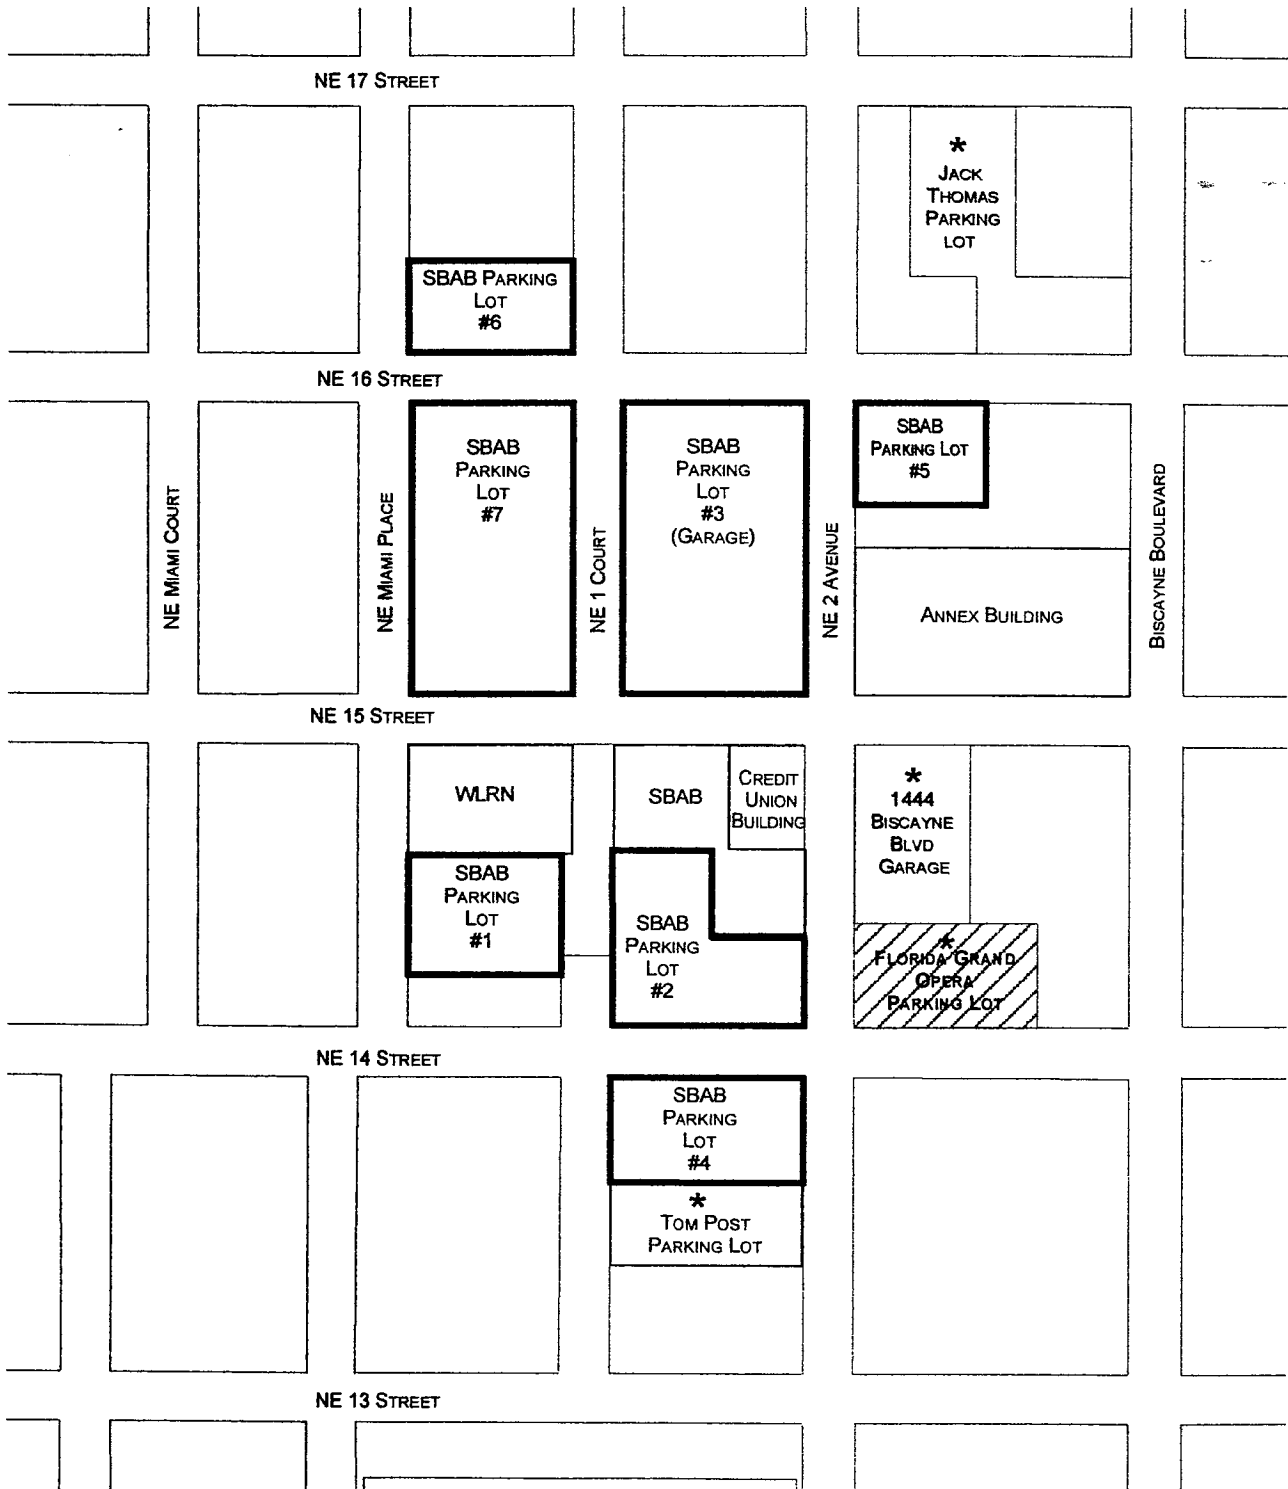 NE 17 STREET
*
JACK
THOMAS
PARKING
LOT
SBAB PARKING
LOT
#6
NE 16 STREET
NE MIAMI COURT
NE MIAMI PLACE
SBAB
PARKING
LOT
#7
NE 1 COURT
SBAB
PARKING
LOT
#3
(GARAGE)
NE 2 AVENUE
SBAB
PARKING LOT
#5
ANNEX BUILDING
BISCAYNE BOULEVARD
NE 15 STREET
WLRN
SBAB
CREDIT
UNION
BUILDING
*
1444
BISCAYNE
BLVD
GARAGE
SBAB
PARKING
LOT
#1
SBAB
PARKING
LOT
#2
*
FLORIDA GRAND
OPERA
PARKING LOT
NE 14 STREET
SBAB
PARKING
LOT
#4
*
TOM POST
PARKING LOT
NE 13 STREET